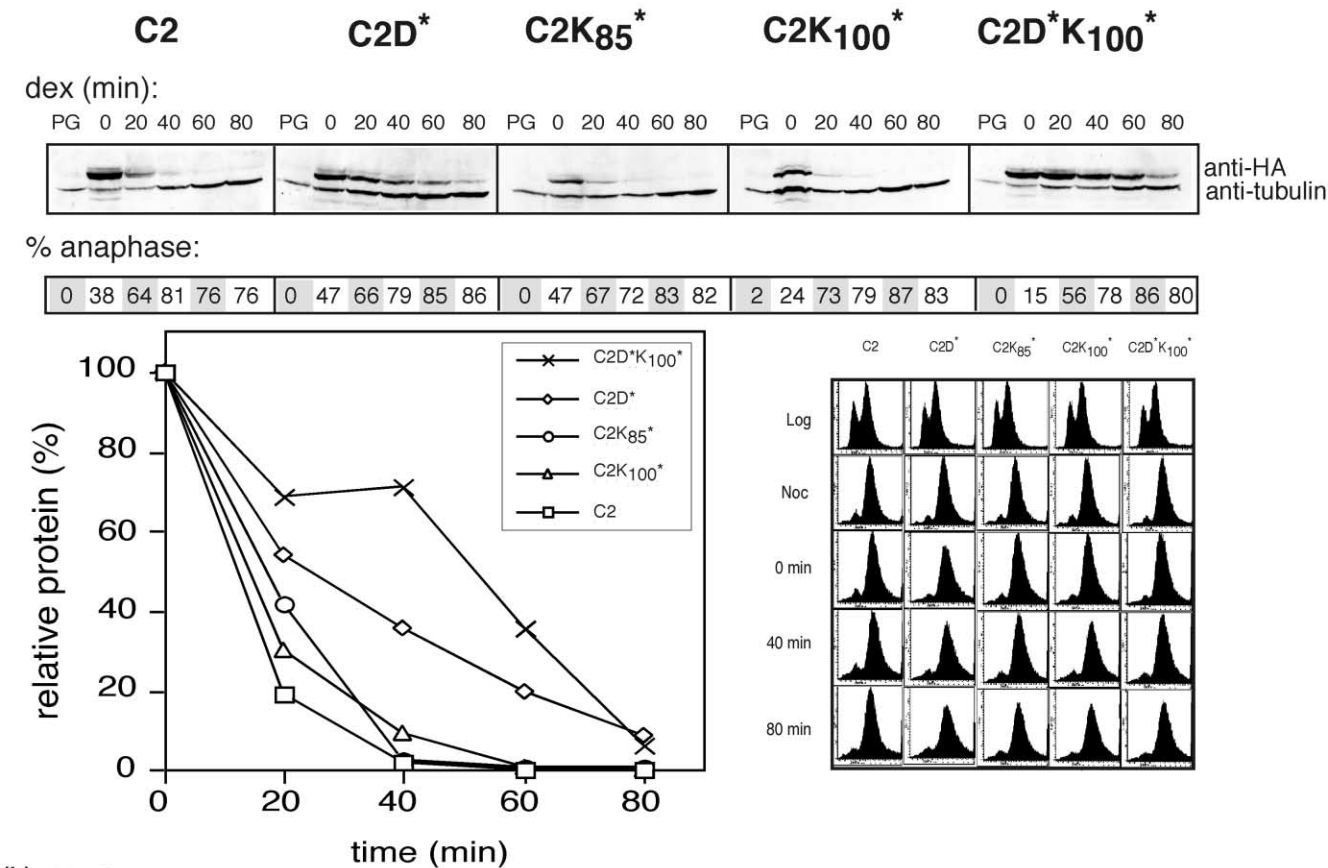 C2 C2D* C2K85* C2K100* C2D*K100*
dex (min):
PG 0 20 40 60 80 PG 0 20 40 60 80 PG 0 20 40 60 80 PG 0 20 40 60 80 PG 0 20 40 60 80
anti-HA
anti-tubulin
% anaphase:
0 38 64 81 76 76 0 47 66 79 85 86 0 47 67 72 83 82 2 24 73 79 87 83 0 15 56 78 86 80
relative protein (%)
100
80
60
40
20
0
0 20 40 60 80
time (min)
C2D*K100*
C2D*
C2K85*
C2K100*
C2
C2 C2D* C2K85* C2K100* C2D*K100*
Log
Noc
0 min
40 min
80 min